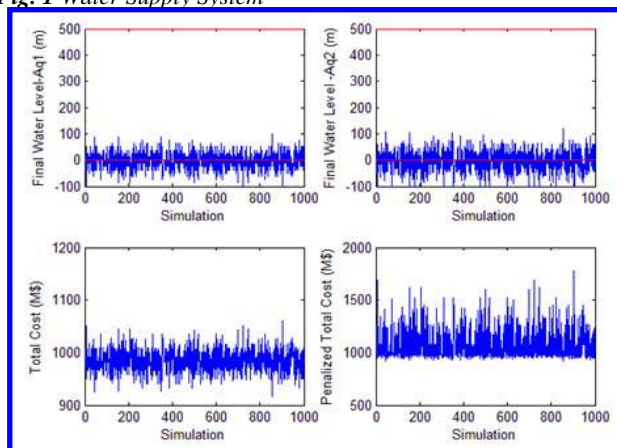 Fig. 1 Water Supply System
Final Water Level-Aq1 (m)
500
400
300
200
100
0
-100
0 200 400 600 800 1000
Simulation
Final Water Level -Aq2 (m)
500
400
300
200
100
0
-100
0 200 400 600 800 1000
Simulation
Total Cost (M$)
1200
1100
1000
900
0 200 400 600 800 1000
Simulation
Penalized Total Cost (M$)
2000
1500
1000
500
0 200 400 600 800 1000
Simulation